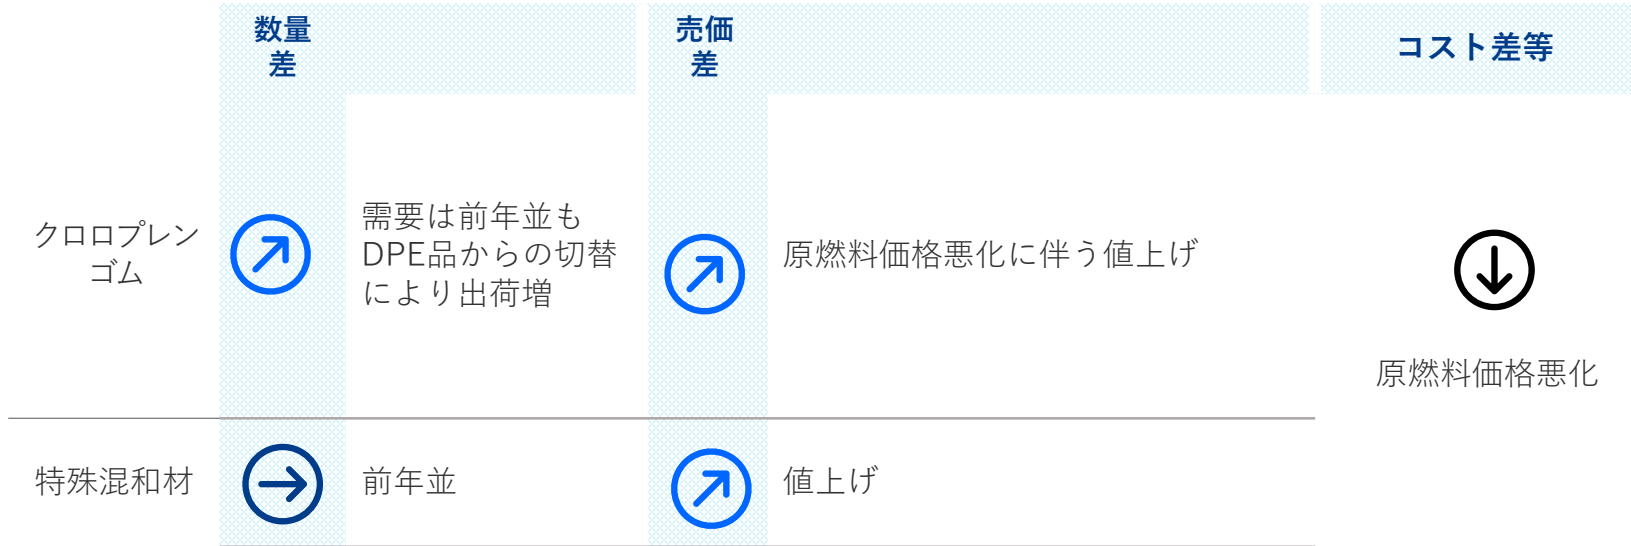 数量
差
売価
差
コスト差等
クロロプレン
ゴム
需要は前年並も
DPE品からの切替
により出荷増
原燃料価格悪化に伴う値上げ
原燃料価格悪化
特殊混和材
前年並
値上げ